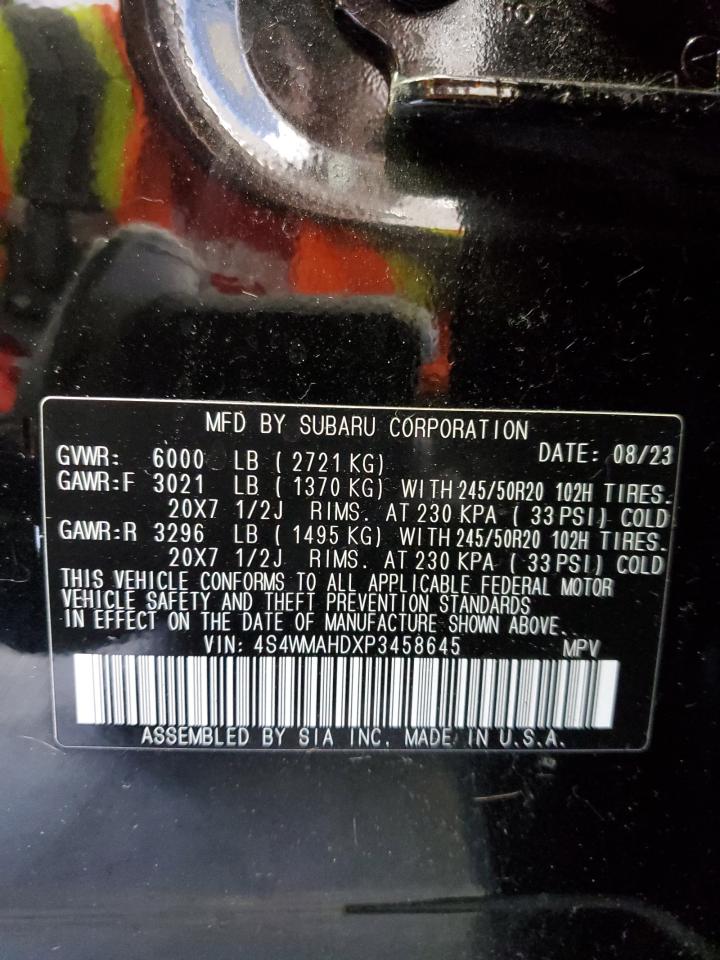 MFD BY SUBARU CORPORATION
GVWR: 6000 LB ( 2721 KG) DATE: 08/23
GAWR:F 3021 LB ( 1370 KG) WITH 245/50R20 102H TIRES.
20X7 1/2J RIMS. AT 230 KPA ( 33 PSI) COLD
GAWR:R 3296 LB ( 1495 KG) WITH 245/50R20 102H TIRES.
20X7 1/2J RIMS. AT 230 KPA ( 33 PSI) COLD
THIS VEHICLE CONFORMS TO ALL APPLICABLE FEDERAL MOTOR
VEHICLE SAFETY AND THEFT PREVENTION STANDARDS
IN EFFECT ON THE DATE OF MANUFACTURE SHOWN ABOVE.
VIN: 4S4WMAHDXP3458645 MPV
ASSEMBLED BY SIA INC. MADE IN U.S.A.